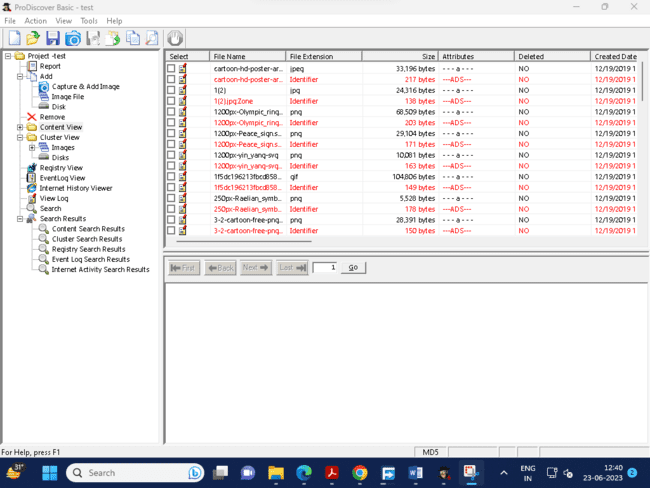 ProDiscover Basic - test
File Action View Tools Help
Project -test
Report
Add
Capture & Add Image
Image File
Disk
Remove
Content View
Cluster View
Images
Disks
Registry View
EventLog View
Internet History Viewer
View Log
Search
Search Results
Content Search Results
Cluster Search Results
Registry Search Results
Event Log Search Results
Internet Activity Search Results
Select File Name File Extension Size Attributes Deleted Created Date
cartoon-hd-poster-ar... jpeg 33,196 bytes - - - a - - - NO 12/19/2019 1
cartoon-hd-poster-ar... Identifier 217 bytes ---ADS--- NO 12/19/2019 1
1(2) jpg 24,316 bytes - - - a - - - NO 12/19/2019 1
1(2).jpg:Zone Identifier 138 bytes ---ADS--- NO 12/19/2019 1
1200px-Olympic_ring... png 68,509 bytes - - - a - - - NO 12/19/2019 1
1200px-Olympic_ring... Identifier 203 bytes ---ADS--- NO 12/19/2019 1
1200px-Peace_sign.s... png 29,104 bytes - - - a - - - NO 12/19/2019 1
1200px-Peace_sign.s... Identifier 171 bytes ---ADS--- NO 12/19/2019 1
1200px-yin_yang-svg png 10,081 bytes - - - a - - - NO 12/19/2019 1
1200px-yin_yang-svg... Identifier 163 bytes ---ADS--- NO 12/19/2019 1
1f5dc196213fbcd858... gif 104,806 bytes - - - a - - - NO 12/19/2019 1
1f5dc196213fbcd858... Identifier 149 bytes ---ADS--- NO 12/19/2019 1
250px-Raelian_symb... png 5,528 bytes - - - a - - - NO 12/19/2019 1
250px-Raelian_symb... Identifier 178 bytes ---ADS--- NO 12/19/2019 1
3-2-cartoon-free-png... png 28,391 bytes - - - a - - - NO 12/19/2019 1
3-2-cartoon-free-png... Identifier 150 bytes ---ADS--- NO 12/19/2019 1
First Back Next Last 1 Go
For Help, press F1
MD5
31°
Search
ENG
IN
12:40
23-06-2023
2